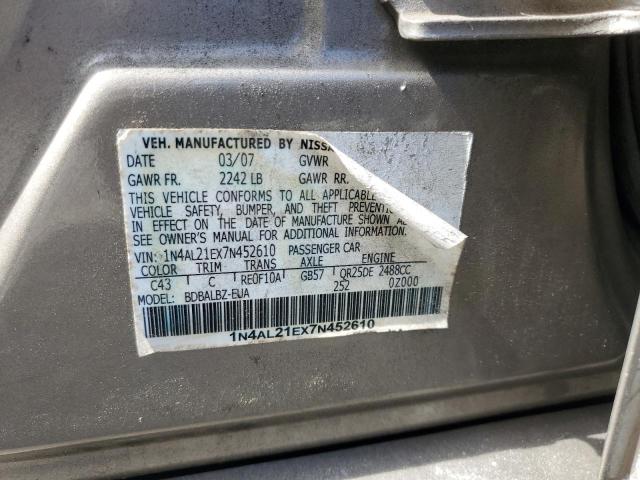 VEH. MANUFACTURED BY NISSA
DATE 03/07 GVWR
GAWR FR. 2242 LB GAWR RR.
THIS VEHICLE CONFORMS TO ALL APPLICABLE
VEHICLE SAFETY, BUMPER, AND THEFT PREVENT
IN EFFECT ON THE DATE OF MANUFACTURE SHOWN A
SEE OWNER'S MANUAL FOR ADDITIONAL INFORMATION.
VIN: 1N4AL21EX7N452610 PASSENGER CAR
COLOR TRIM TRANS AXLE ENGINE
C43 C RE0F10A GB57 QR25DE 2488CC
MODEL: BDBALBZ-EUA 252 0Z000
1N4AL21EX7N452610